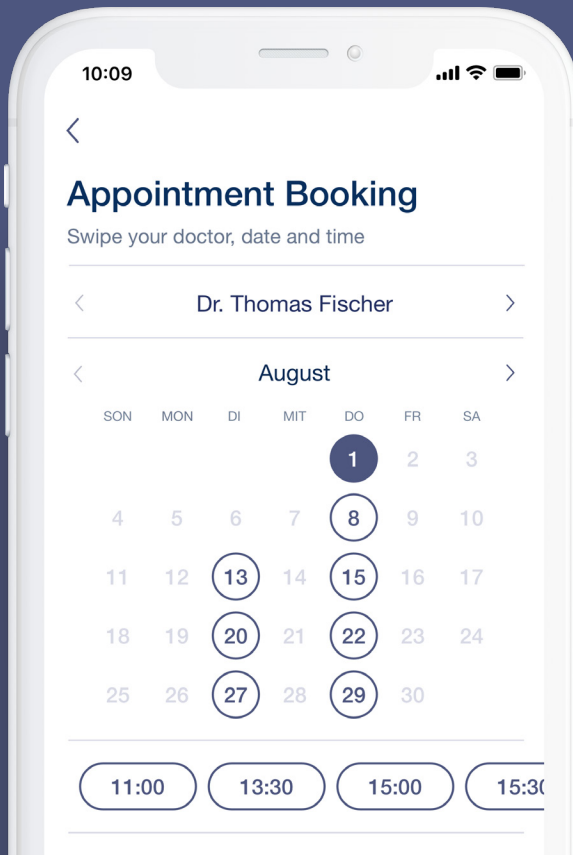 10:09
Appointment Booking
Swipe your doctor, date and time
Dr. Thomas Fischer
August
SON MON DI MIT DO FR SA
1 2 3
4 5 6 7 8 9 10
11 12 13 14 15 16 17
18 19 20 21 22 23 24
25 26 27 28 29 30
11:00 13:30 15:00 15:30